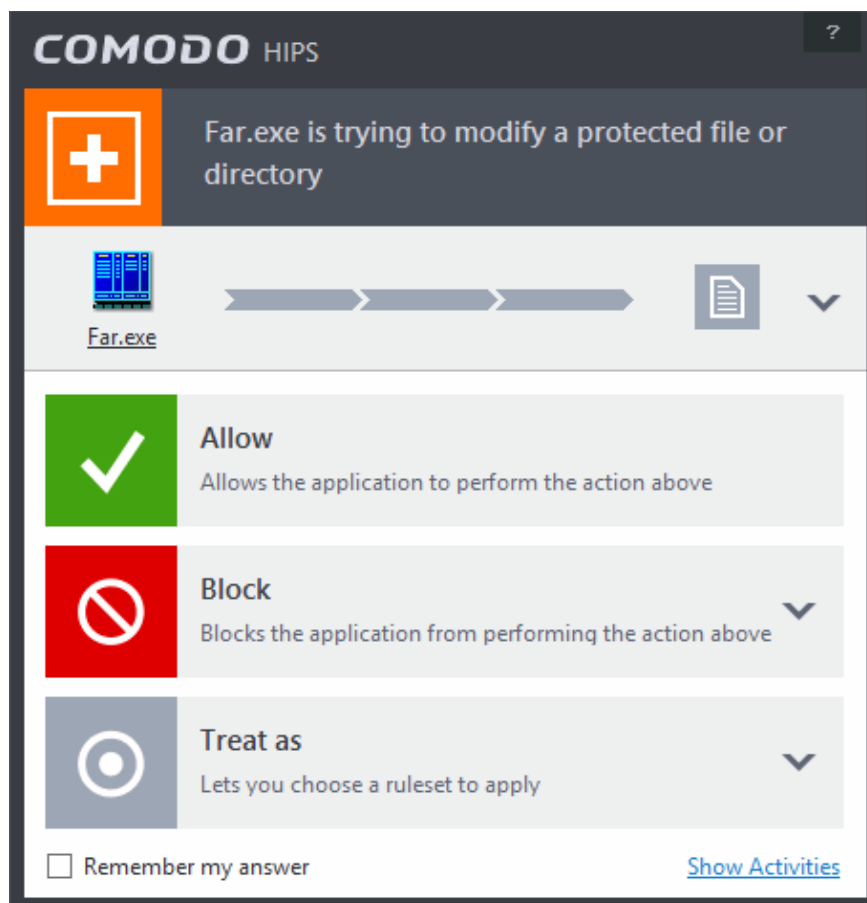 COMODO HIPS
?
Far.exe is trying to modify a protected file or
directory
Far.exe
Allow
Allows the application to perform the action above
Block
Blocks the application from performing the action above
Treat as
Lets you choose a ruleset to apply
Remember my answer
Show Activities